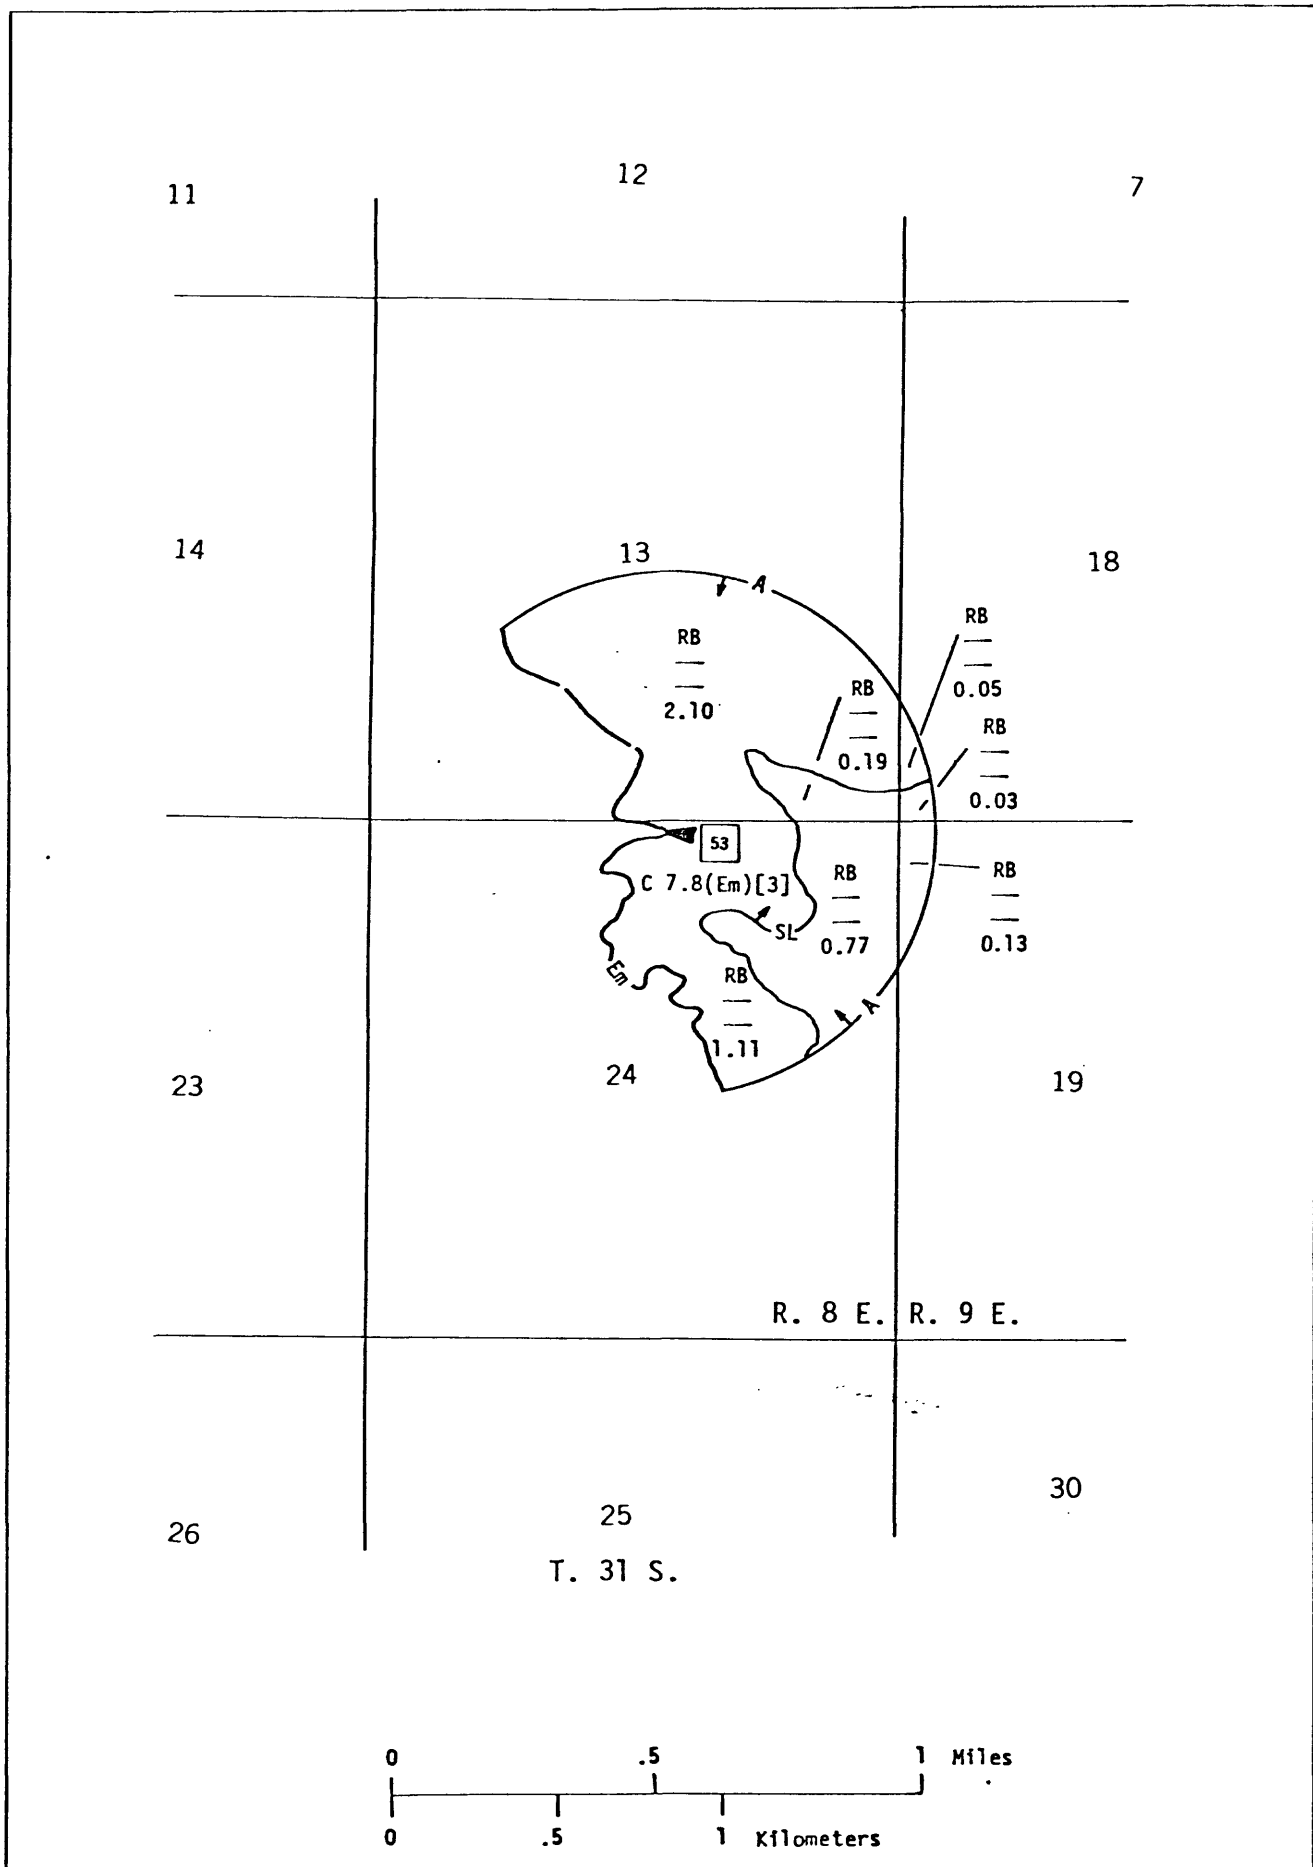 11
12
7
14
13
18
A
RB
2.10
RB
0.19
RB
0.05
RB
0.03
53
C 7.8(Em)[3]
RB
0.77
RB
0.13
SL
Em
RB
1.11
A
23
24
19
R. 8 E. R. 9 E.
26
25
30
T. 31 S.
0 .5 1 Miles
0 .5 1 Kilometers